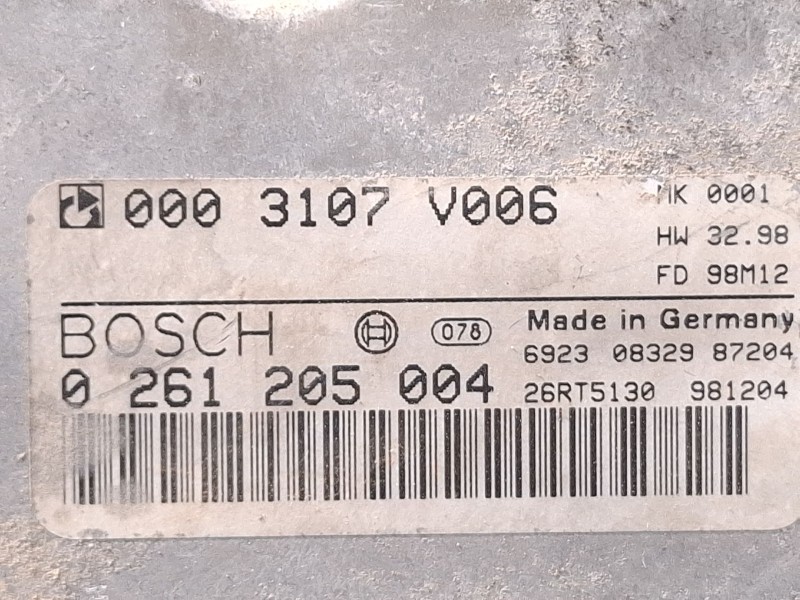 000 3107 V006
MK 0001
HW 32.98
FD 98M12
BOSCH
078
Made in Germany
6923 08329 87204
0 261 205 004
26RT5130 981204